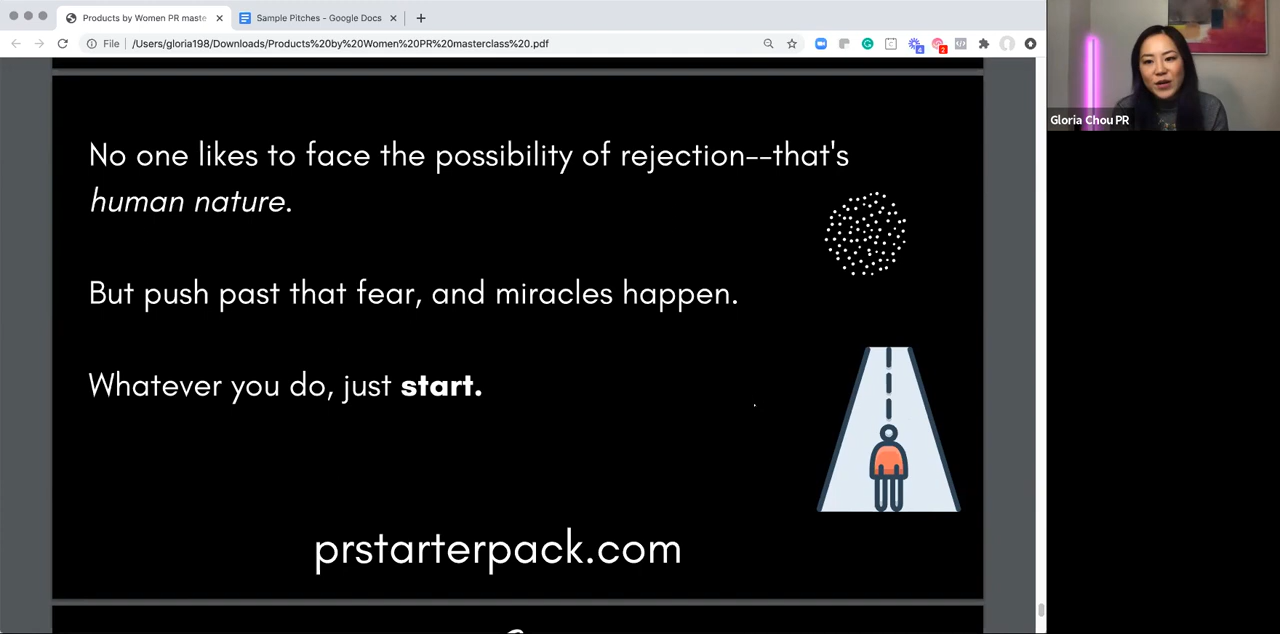 Products by Women PR maste
Sample Pitches - Google Docs
File
/Users/gloria198/Downloads/Products%20by%20Women%20PR%20masterclass%20.pdf
4
2
Gloria Chou PR
No one likes to face the possibility of rejection--that's
human nature.
But push past that fear, and miracles happen.
Whatever you do, just start.
prstarterpack.com